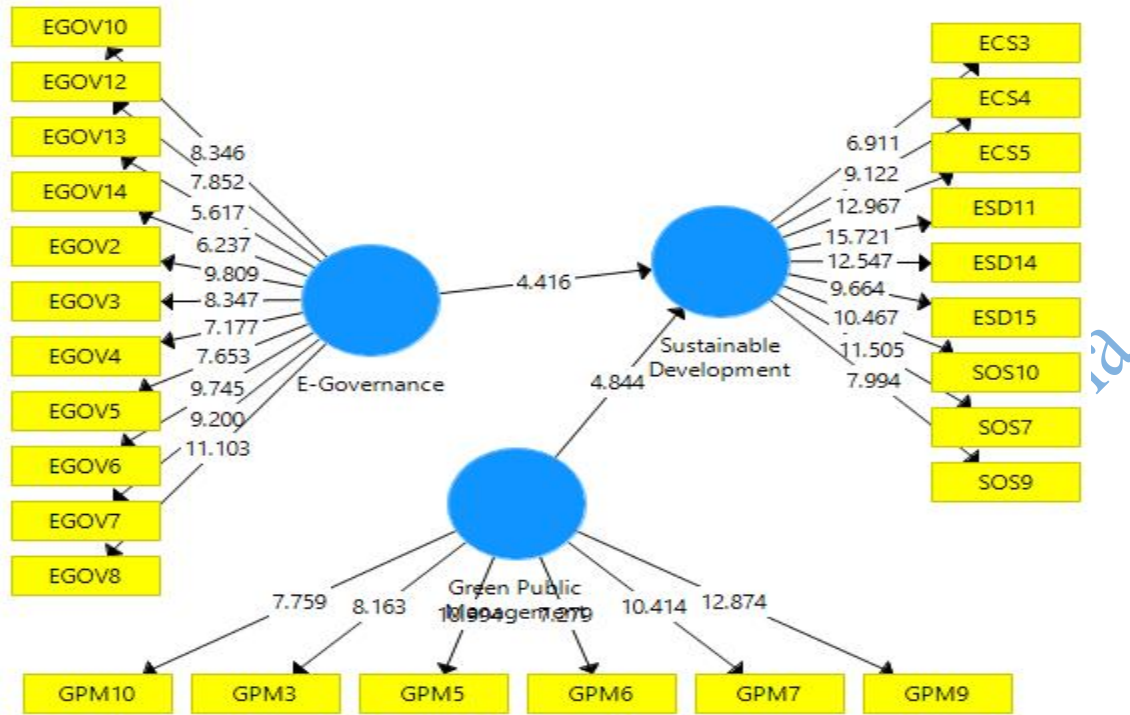 EGOV10
EGOV12
EGOV13
EGOV14
EGOV2
EGOV3
EGOV4
EGOV5
EGOV6
EGOV7
EGOV8
8.346
7.852
5.617
6.237
9.809
8.347
7.177
7.653
9.745
9.200
11.103
E-Governance
4.416
4.844
Sustainable
Development
6.911
9.122
12.967
15.721
12.547
9.664
10.467
11.505
7.994
ECS3
ECS4
ECS5
ESD11
ESD14
ESD15
SOS10
SOS7
SOS9
Green Public
Management
7.759
8.163
7.279
10.414
12.874
GPM10
GPM3
GPM5
GPM6
GPM7
GPM9